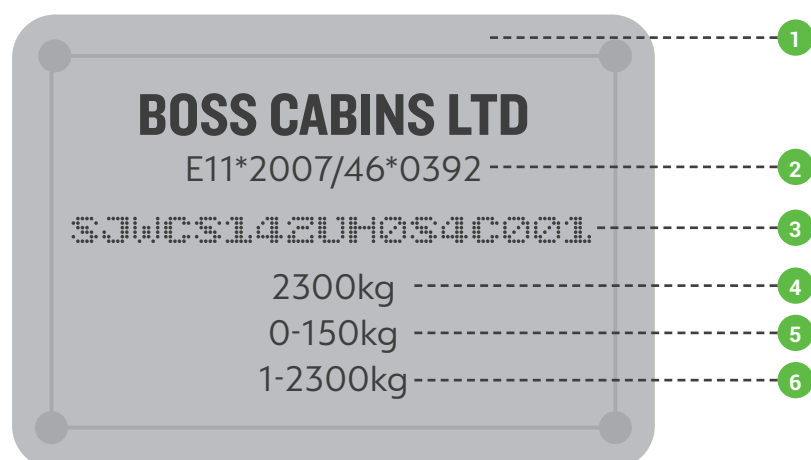 1
BOSS CABINS LTD
E11*2007/46*0392 2
SJWCS142UH0S4C001 3
2300kg 4
0-150kg 5
1-2300kg 6